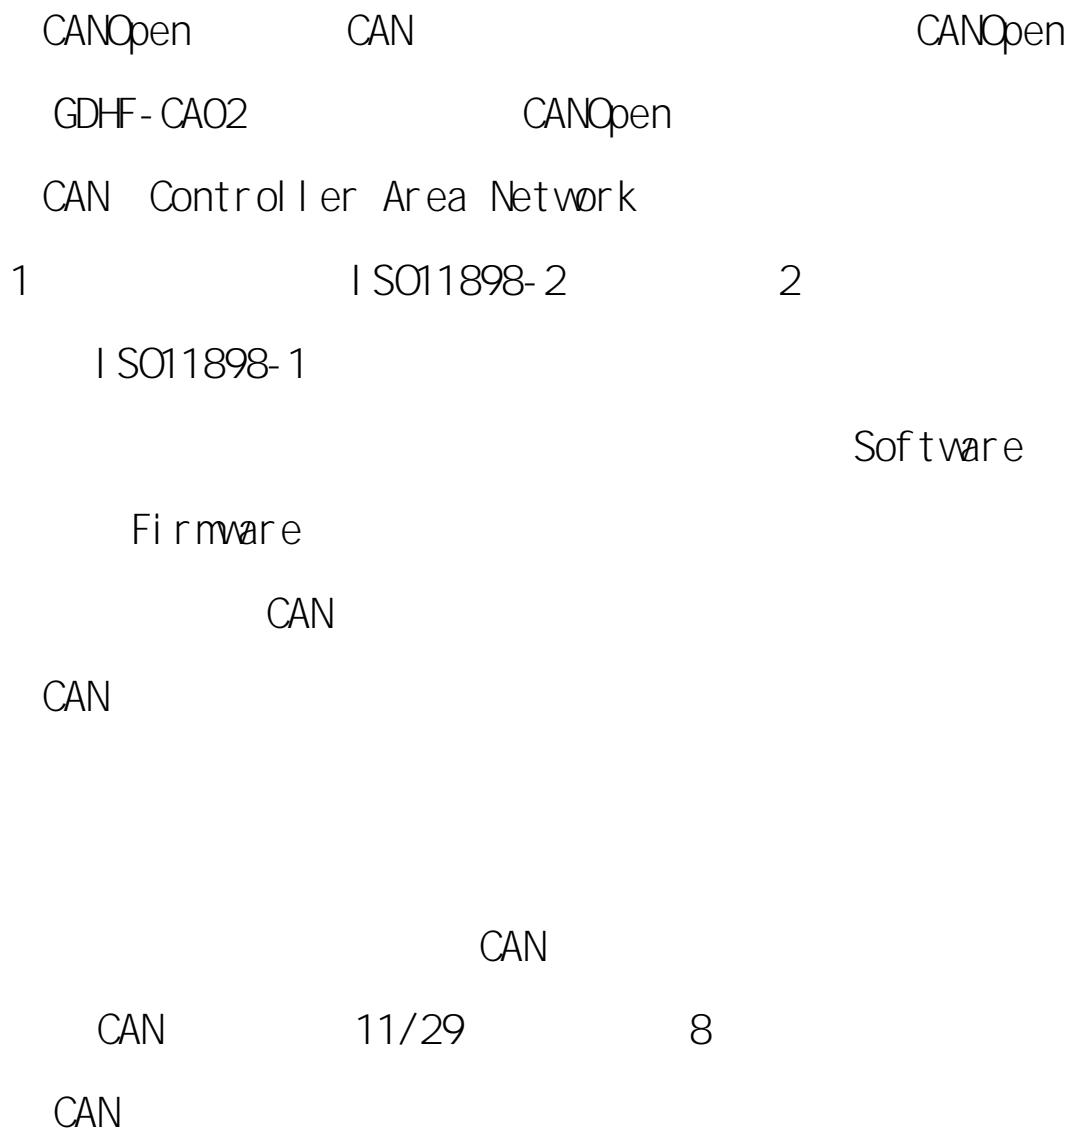 CANOpen CAN CANOpen
GDHF-CA02 CANOpen
CAN Controller Area Network
1 ISO11898-2 2
ISO11898-1
Software
Firmware
CAN
CAN
CAN
CAN 11/29 8
CAN